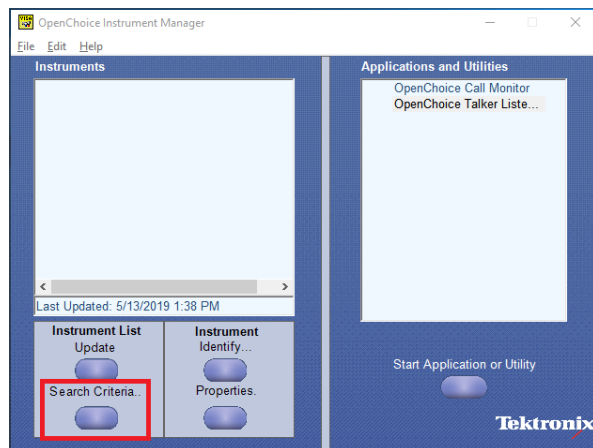 OpenChoice Instrument Manager
File Edit Help
Instruments
Last Updated: 5/13/2019 1:38 PM
Instrument List
Update
Search Criteria..
Instrument
Identify...
Properties.
Applications and Utilities
OpenChoice Call Monitor
OpenChoice Talker Liste...
Start Application or Utility
Tektronix